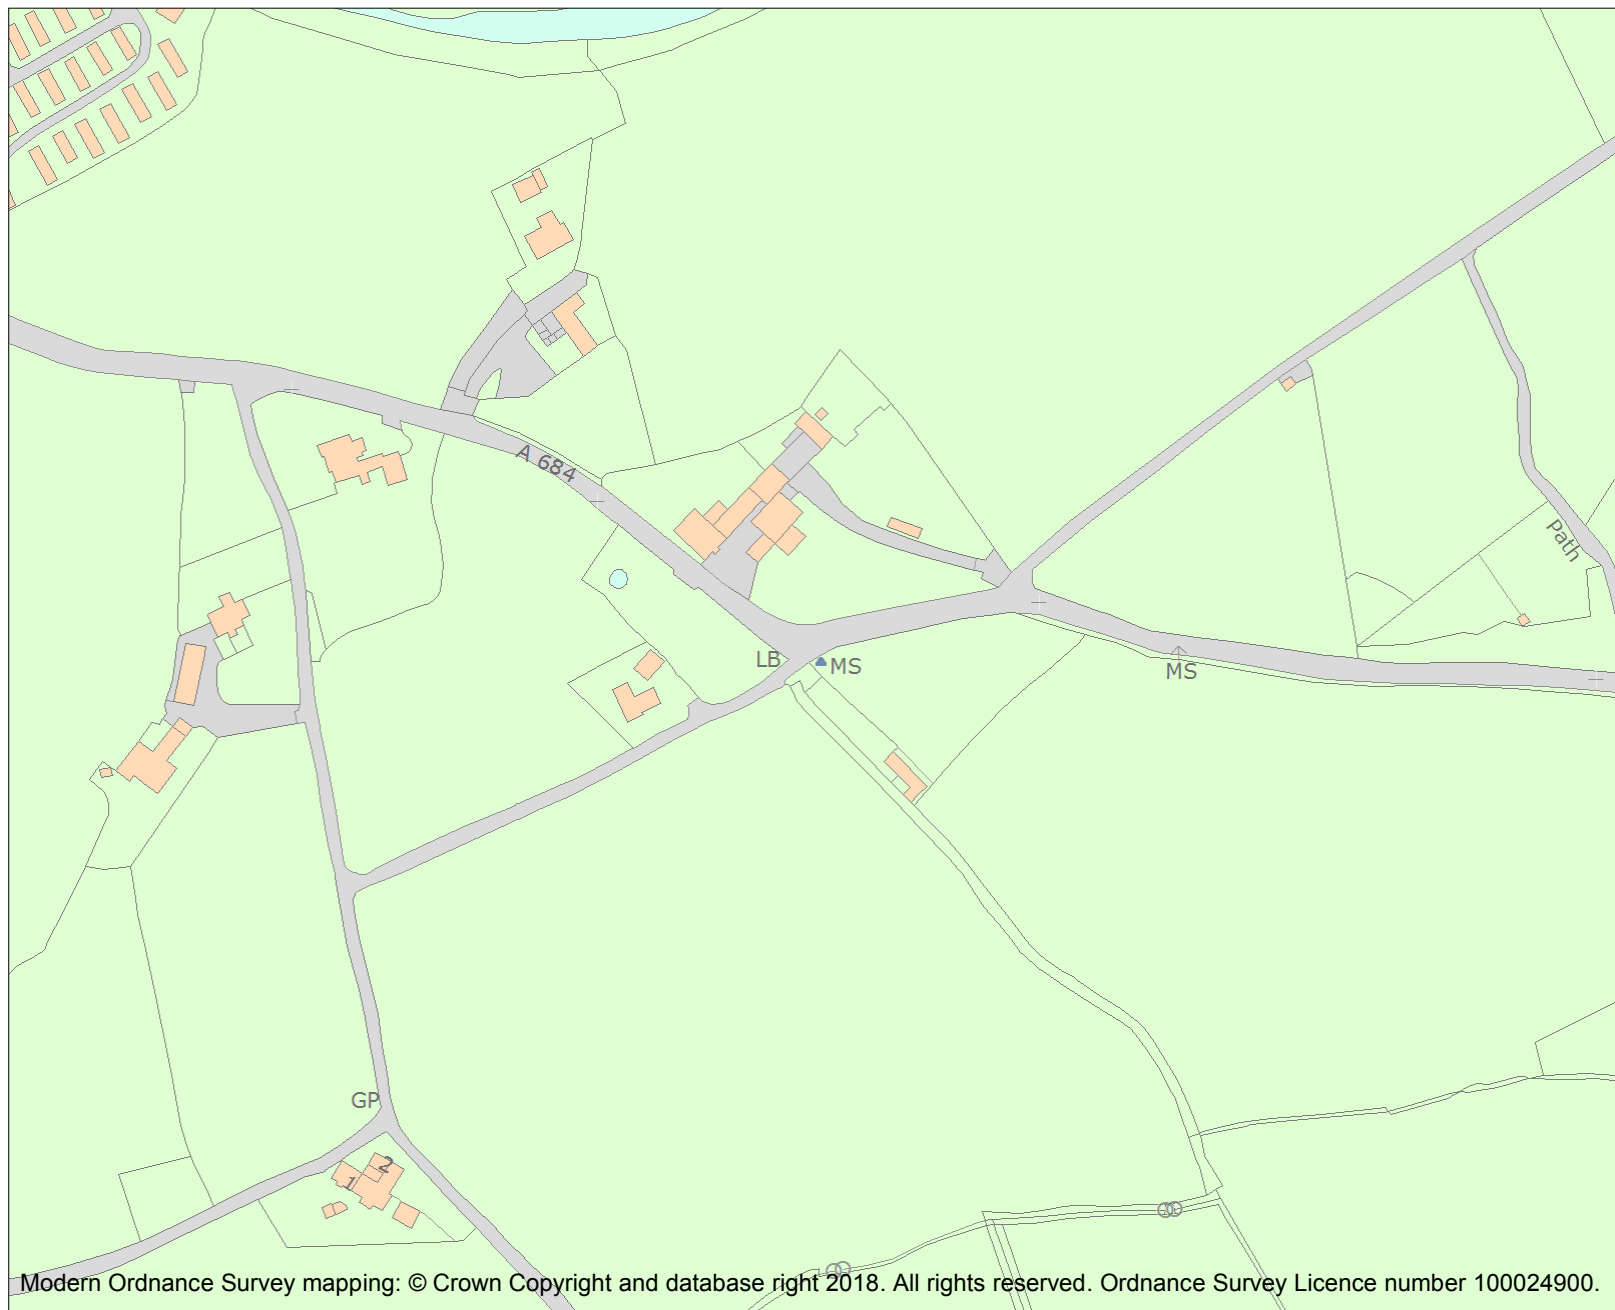 A 684
Path
LB
MS
MS
GP
2
1
Modern Ordnance Survey mapping: © Crown Copyright and database right 2018. All rights reserved. Ordnance Survey Licence number 100024900.